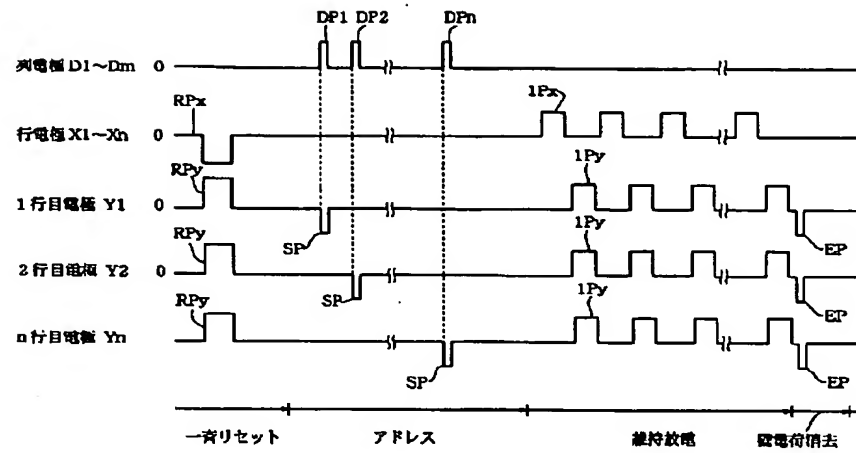 DP1 DP2 DPn
列電極 D1～Dm 0
RPx 1Px
行電極 X1～Xn 0
RPy 1Py
1行目電極 Y1 0
SP EP
RPy 1Py
2行目電極 Y2 0
SP EP
RPy 1Py
n行目電極 Yn
SP EP
一斉リセット アドレス 維持放電 壁電荷消去